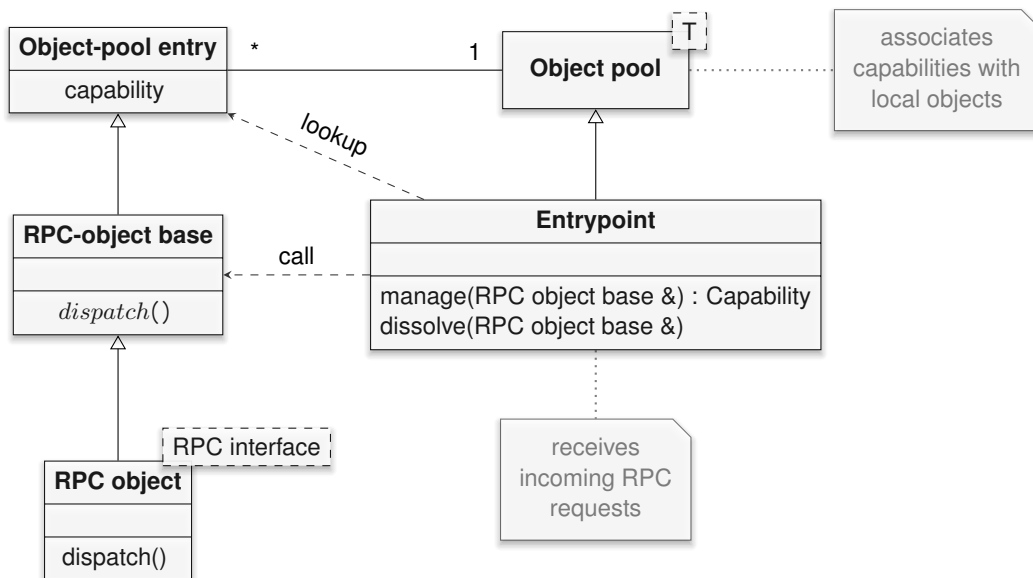 Object-pool entry
capability
*
1
T
Object pool
associates
capabilities with
local objects
lookup
RPC-object base
dispatch()
call
Entrypoint
manage(RPC object base &) : Capability
dissolve(RPC object base &)
RPC interface
RPC object
dispatch()
receives
incoming RPC
requests